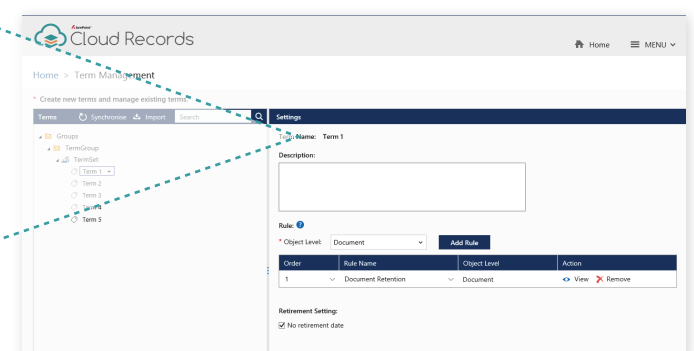 AvePoint
Cloud Records
Home
MENU
Home > Term Management
* Create new terms and manage existing terms:
Terms Synchronise Import Search
Settings
Groups
TermGroup
TermSet
Term 1
Term 2
Term 3
Term 4
Term 5
Term Name: Term 1
Description:
Rule: ?
* Object Level: Document Add Rule
Order Rule Name Object Level Action
1 Document Retention Document View Remove
Retirement Setting:
No retirement date